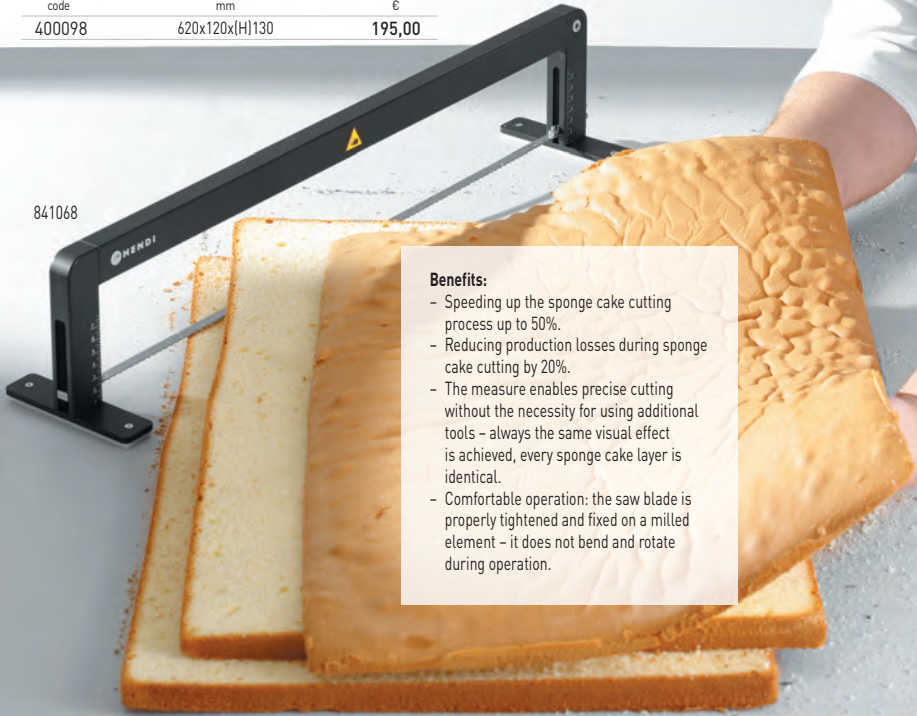 code mm €
400098 620x120x(H)130 195,00
841068
HENDI
Benefits:
– Speeding up the sponge cake cutting
process up to 50%.
– Reducing production losses during sponge
cake cutting by 20%.
– The measure enables precise cutting
without the necessity for using additional
tools – always the same visual effect
is achieved, every sponge cake layer is
identical.
– Comfortable operation: the saw blade is
properly tightened and fixed on a milled
element – it does not bend and rotate
during operation.